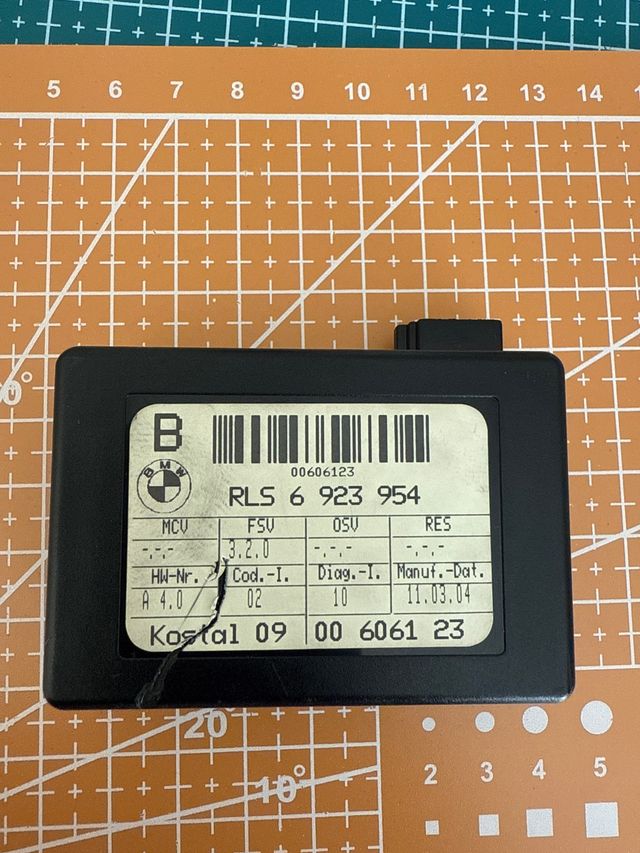 5 6 7 8 9 10 11 12 13 14
B
00606123
BMW
RLS 6 923 954
MCV FSV OSV RES
-.-.- 3.2.0 -.-.- -.-.-
HW-Nr. Cod.-I. Diag.-I. Manuf.-Dat.
A 4.0 02 10 11.03.04
Kostal 09 00 6061 23
20°
10°
2 3 4 5